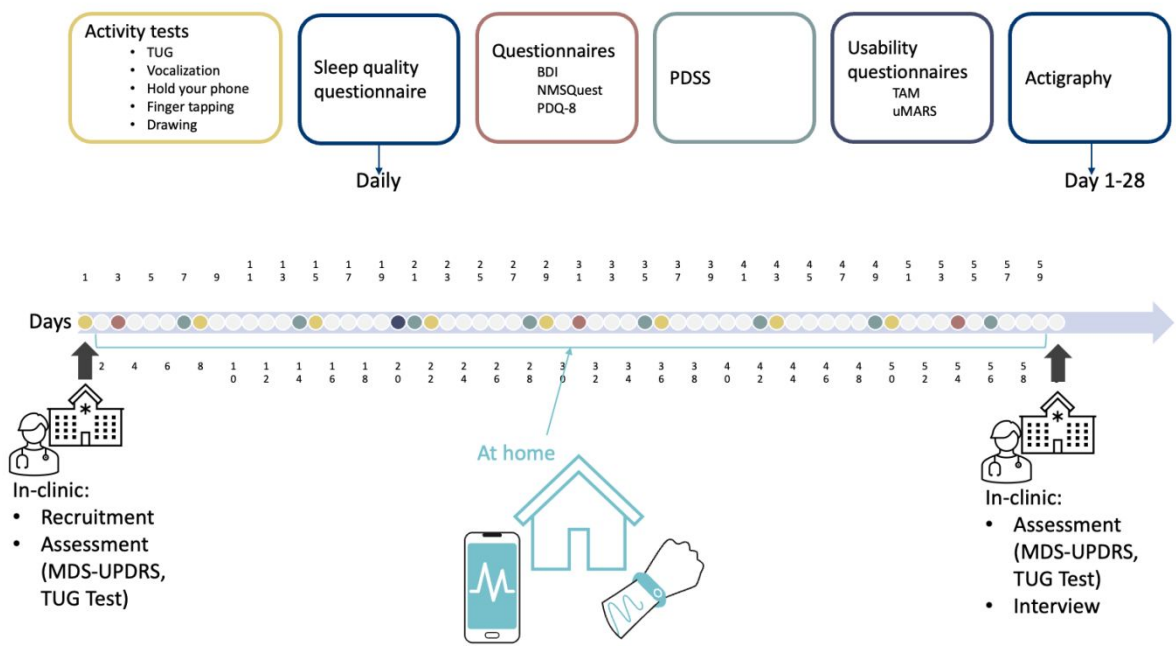 Activity tests
• TUG
• Vocalization
• Hold your phone
• Finger tapping
• Drawing
Sleep quality
questionnaire
Questionnaires
BDI
NMSQuest
PDQ-8
PDSS
Usability
questionnaires
TAM
uMARS
Actigraphy
Daily
Day 1-28
1 3 5 7 9 11 13 15 17 19 21 23 25 27 29 31 33 35 37 39 41 43 45 47 49 51 53 55 57 59
Days
2 4 6 8 10 12 14 16 18 20 22 24 26 28 30 32 34 36 38 40 42 44 46 48 50 52 54 56 58
At home
In-clinic:
• Recruitment
• Assessment
(MDS-UPDRS,
TUG Test)
In-clinic:
• Assessment
(MDS-UPDRS,
TUG Test)
• Interview